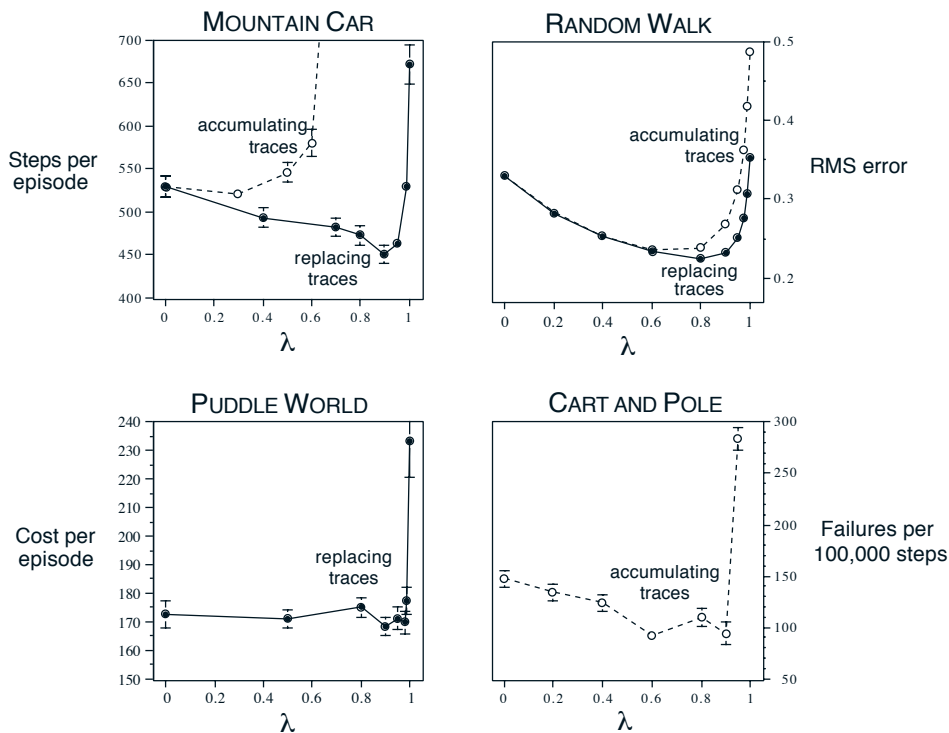 MOUNTAIN CAR
700
650
600
550
500
450
400
Steps per
episode
accumulating
traces
replacing
traces
0
0.2
0.4
0.6
0.8
1
λ
RANDOM WALK
0.5
0.4
0.3
0.2
RMS error
accumulating
traces
replacing
traces
0
0.2
0.4
0.6
0.8
1
λ
PUDDLE WORLD
240
230
220
210
200
190
180
170
160
150
Cost per
episode
replacing
traces
0
0.2
0.4
0.6
0.8
1
λ
CART AND POLE
300
250
200
150
100
50
Failures per
100,000 steps
accumulating
traces
0
0.2
0.4
0.6
0.8
1
λ